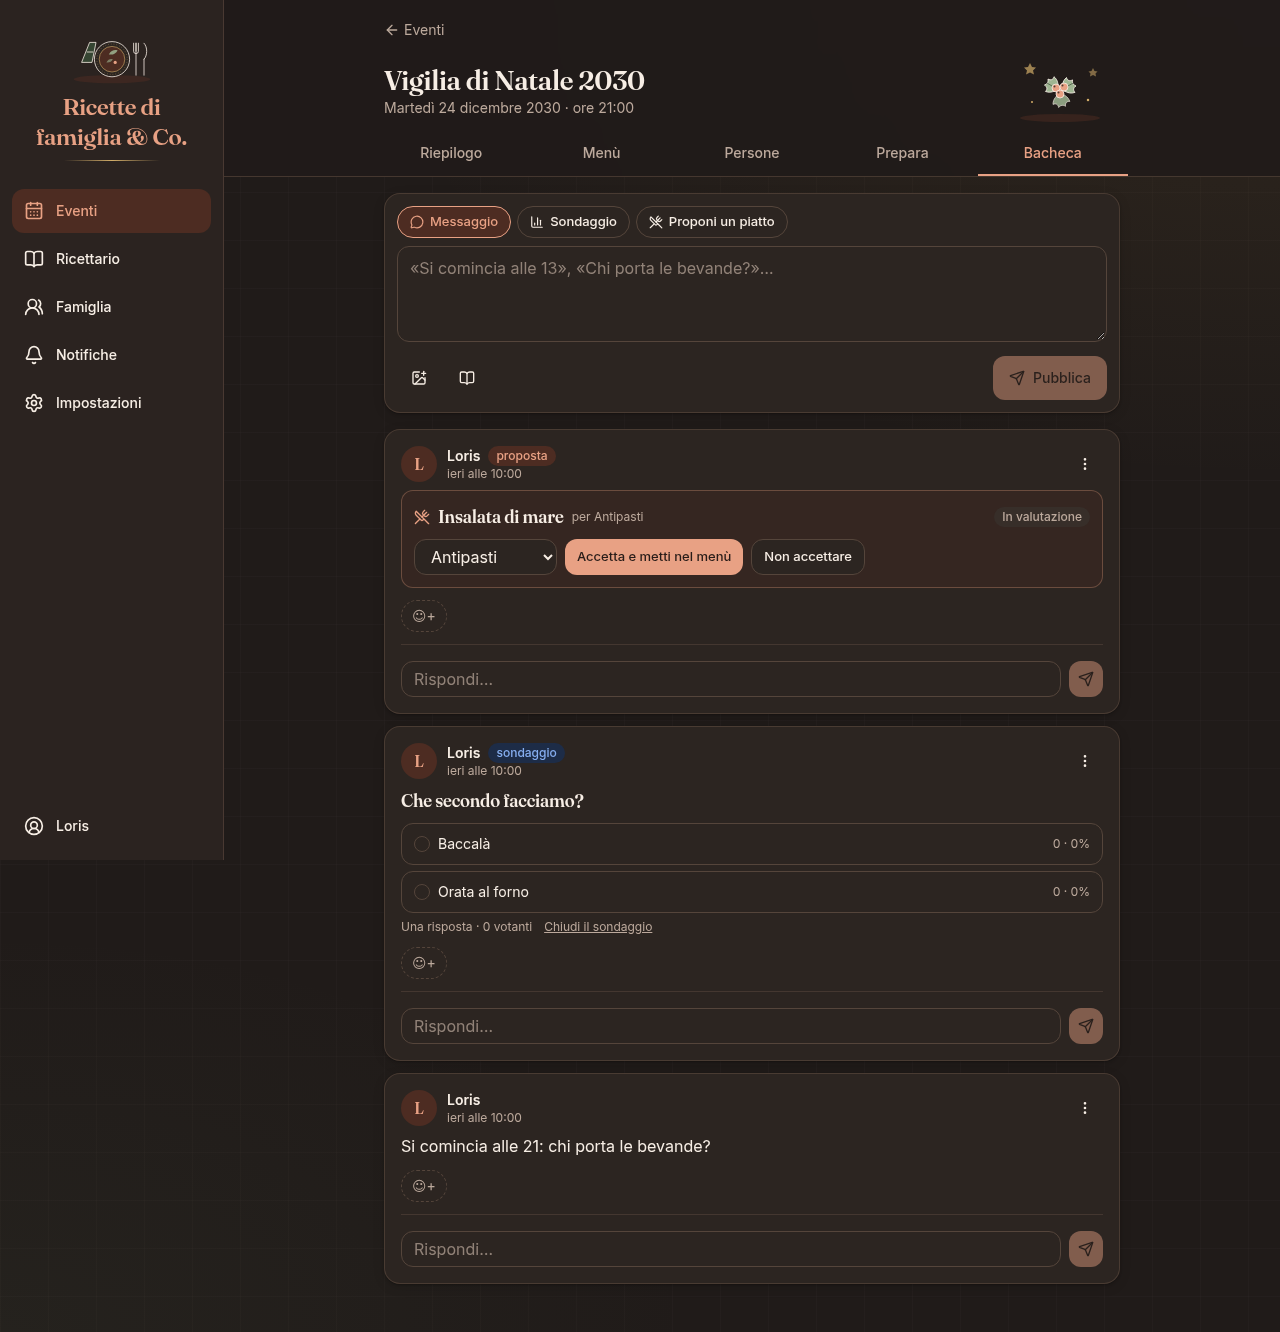 Ricette di
famiglia & Co.
Eventi
Ricettario
Famiglia
Notifiche
Impostazioni
Loris
Eventi
Vigilia di Natale 2030
Martedì 24 dicembre 2030 · ore 21:00
Riepilogo
Menù
Persone
Prepara
Bacheca
Messaggio
Sondaggio
Proponi un piatto
«Si comincia alle 13», «Chi porta le bevande?»…
Pubblica
L
Loris proposta
ieri alle 10:00
Insalata di mare per Antipasti
In valutazione
Antipasti
Accetta e metti nel menù
Non accettare
Rispondi…
L
Loris sondaggio
ieri alle 10:00
Che secondo facciamo?
Baccalà 0 · 0%
Orata al forno 0 · 0%
Una risposta · 0 votanti Chiudi il sondaggio
Rispondi…
L
Loris
ieri alle 10:00
Si comincia alle 21: chi porta le bevande?
Rispondi…